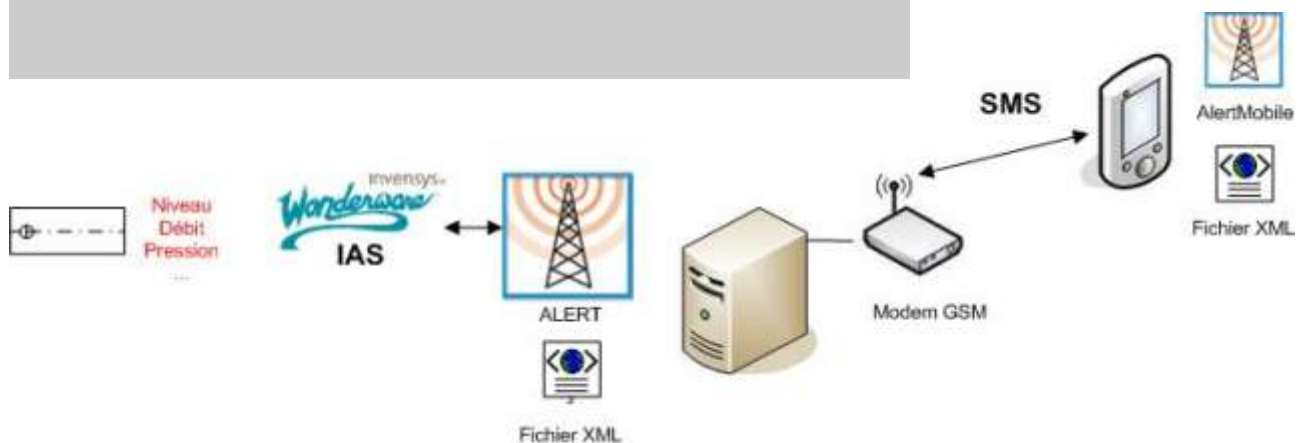 Niveau
Débit
Pression
...
invensys
Wonderware
IAS
ALERT
Fichier XML
Modem GSM
SMS
AlertMobile
Fichier XML